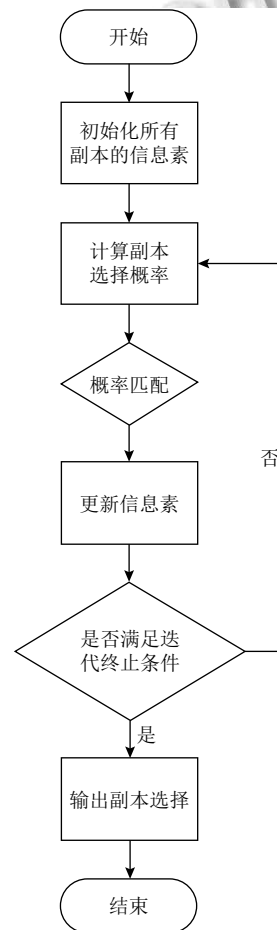 开始
初始化所有
副本的信息素
计算副本
选择概率
概率匹配
否
更新信息素
是否满足迭
代终止条件
是
输出副本选择
结束